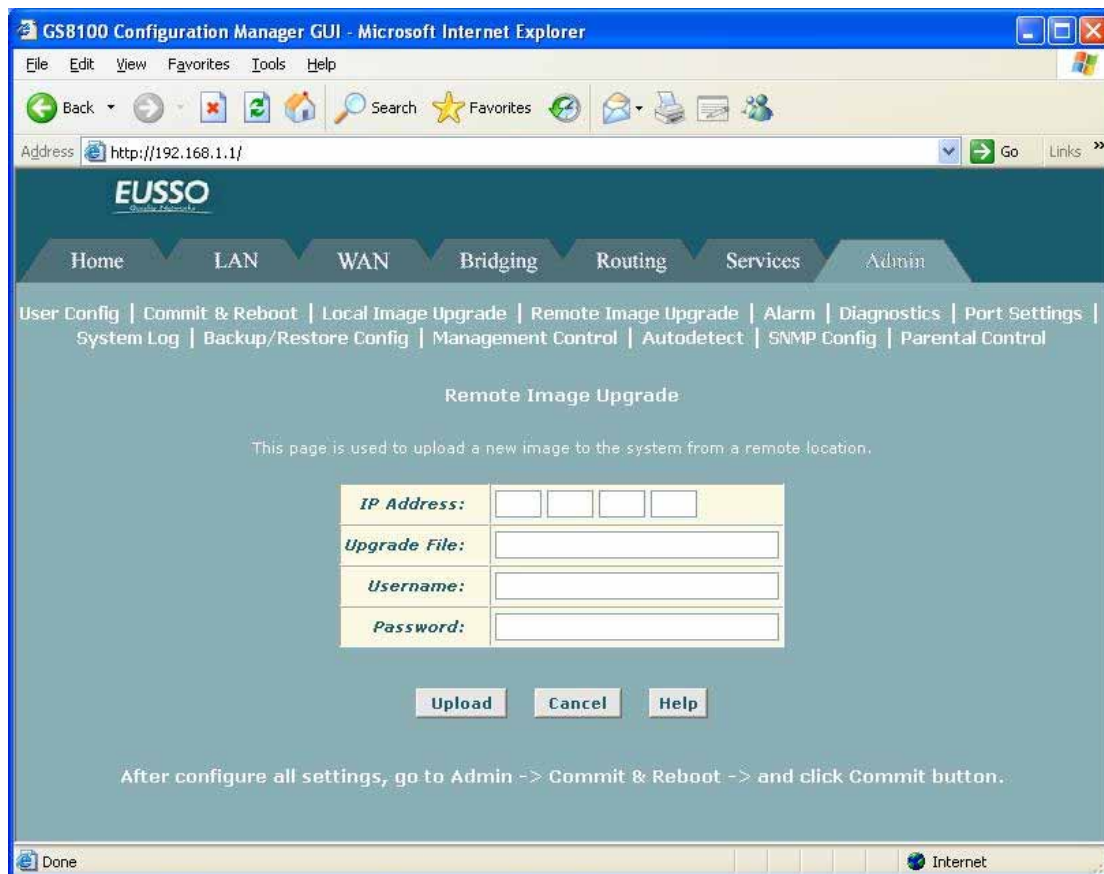 GS8100 Configuration Manager GUI - Microsoft Internet Explorer
File Edit View Favorites Tools Help
Back Search Favorites
Address http://192.168.1.1/ Go Links »
EUSSO
Quality Networks
Home LAN WAN Bridging Routing Services Admin
User Config | Commit & Reboot | Local Image Upgrade | Remote Image Upgrade | Alarm | Diagnostics | Port Settings |
System Log | Backup/Restore Config | Management Control | Autodetect | SNMP Config | Parental Control
Remote Image Upgrade
This page is used to upload a new image to the system from a remote location.
IP Address:
Upgrade File:
Username:
Password:
Upload Cancel Help
After configure all settings, go to Admin -> Commit & Reboot -> and click Commit button.
Done Internet